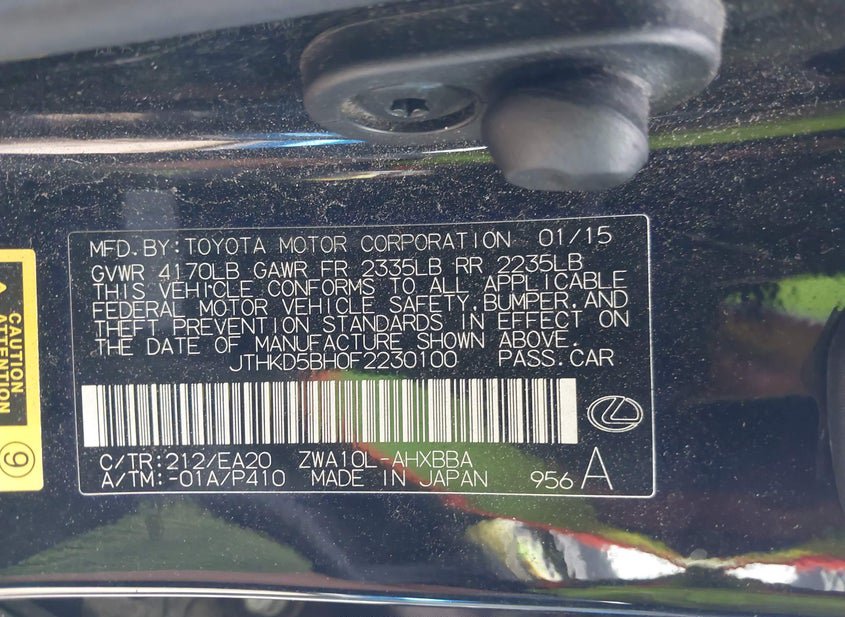 MFD.BY:TOYOTA MOTOR CORPORATION 01/15
GVWR 4170LB GAWR FR 2335LB RR 2235LB
THIS VEHICLE CONFORMS TO ALL APPLICABLE
FEDERAL MOTOR VEHICLE SAFETY,BUMPER,AND
THEFT PREVENTION STANDARDS IN EFFECT ON
THE DATE OF MANUFACTURE SHOWN ABOVE.
JTHKD5BH0F2230100 PASS.CAR
C/TR:212/EA20 ZWA10L-AHXBBA
A/TM:-01A/P410 MADE IN JAPAN 956 A
CAUTION
ATTENTION
9